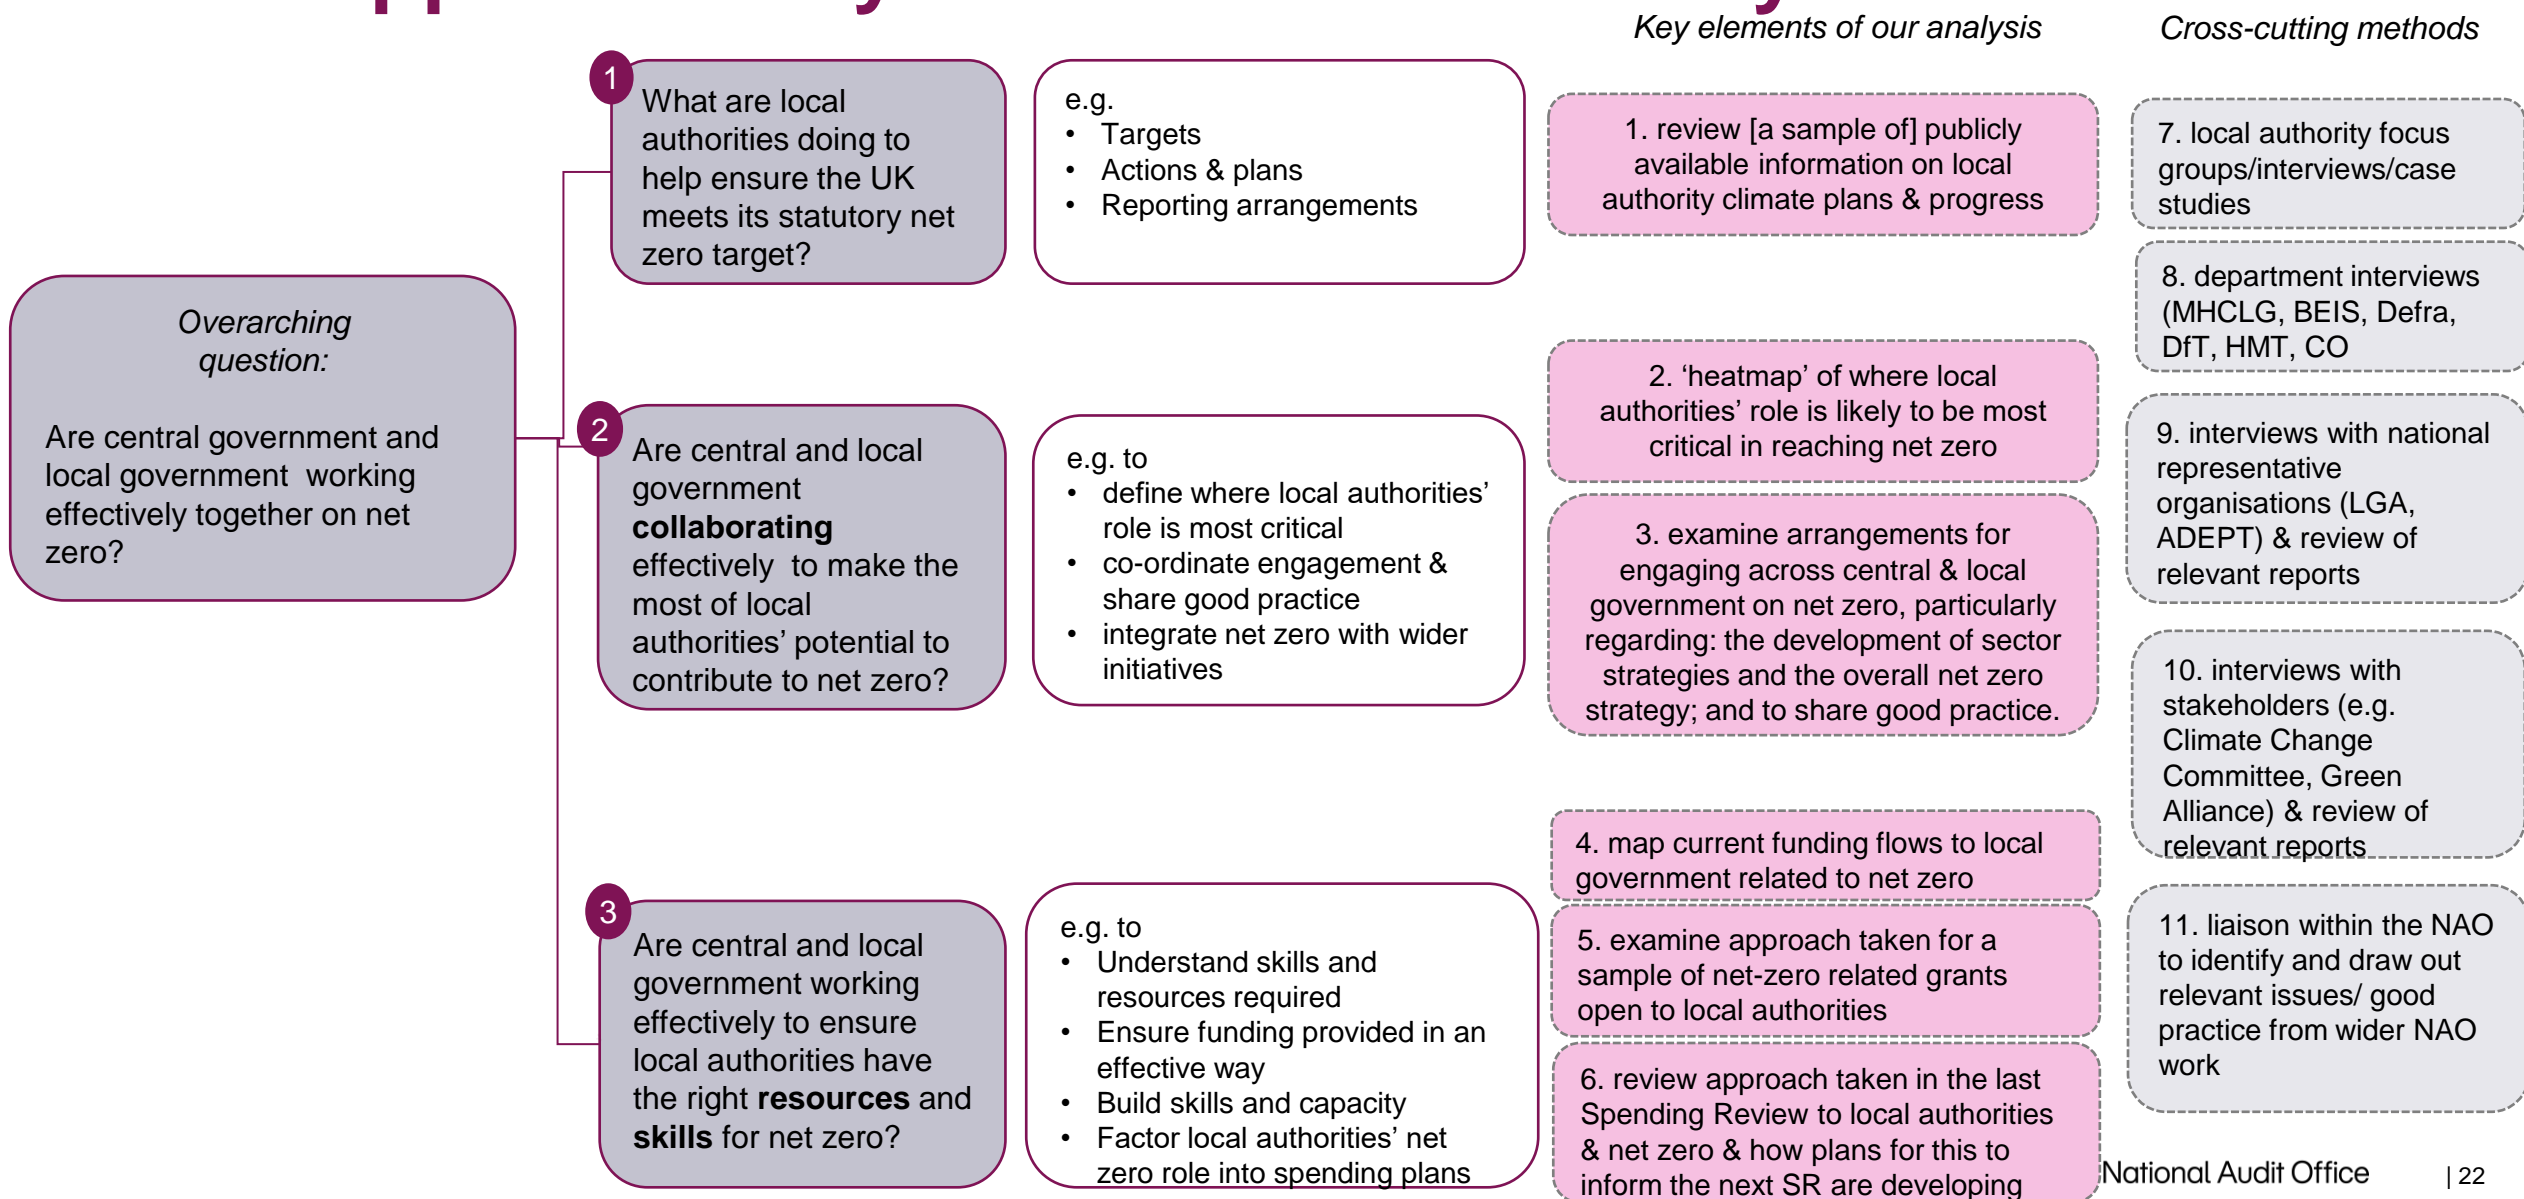 Key elements of our analysis
Cross-cutting methods
Overarching
question:
Are central government and
local government  working
effectively together on net
zero?
1
What are local
authorities doing to
help ensure the UK
meets its statutory net
zero target?
e.g.
• Targets
• Actions & plans
• Reporting arrangements
1. review [a sample of] publicly
available information on local
authority climate plans & progress
2
Are central and local
government
collaborating
effectively  to make the
most of local
authorities’ potential to
contribute to net zero?
e.g. to
• define where local authorities’
role is most critical
• co-ordinate engagement &
share good practice
• integrate net zero with wider
initiatives
2. ‘heatmap’ of where local
authorities’ role is likely to be most
critical in reaching net zero
3. examine arrangements for
engaging across central & local
government on net zero, particularly
regarding: the development of sector
strategies and the overall net zero
strategy; and to share good practice.
3
Are central and local
government working
effectively to ensure
local authorities have
the right resources and
skills for net zero?
e.g. to
• Understand skills and
resources required
• Ensure funding provided in an
effective way
• Build skills and capacity
• Factor local authorities’ net
zero role into spending plans
4. map current funding flows to local
government related to net zero
5. examine approach taken for a
sample of net-zero related grants
open to local authorities
6. review approach taken in the last
Spending Review to local authorities
& net zero & how plans for this to
inform the next SR are developing
7. local authority focus
groups/interviews/case
studies
8. department interviews
(MHCLG, BEIS, Defra,
DfT, HMT, CO
9. interviews with national
representative
organisations (LGA,
ADEPT) & review of
relevant reports
10. interviews with
stakeholders (e.g.
Climate Change
Committee, Green
Alliance) & review of
relevant reports
11. liaison within the NAO
to identify and draw out
relevant issues/ good
practice from wider NAO
work
National Audit Office
| 22